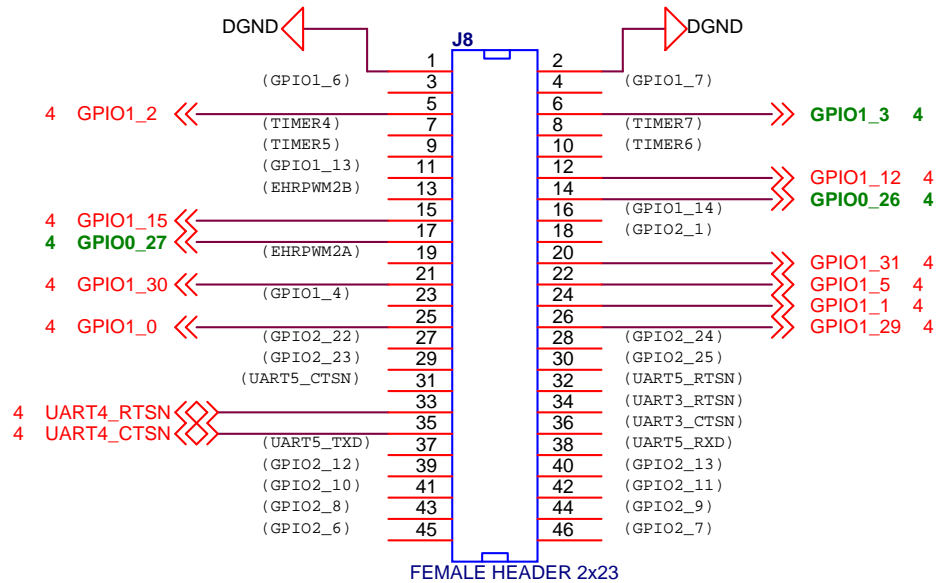 DGND DGND
J8
1 2
(GPIO1_6) 3 4 (GPIO1_7)
4 GPIO1_2 5 6 GPIO1_3 4
(TIMER4) 7 8 (TIMER7)
(TIMER5) 9 10 (TIMER6)
(GPIO1_13) 11 12 GPIO1_12 4
(EHRPWM2B) 13 14 GPIO0_26 4
4 GPIO1_15 15 16 (GPIO1_14)
4 GPIO0_27 17 18 (GPIO2_1)
(EHRPWM2A) 19 20 GPIO1_31 4
4 GPIO1_30 21 22 GPIO1_5 4
(GPIO1_4) 23 24 GPIO1_1 4
4 GPIO1_0 25 26 GPIO1_29 4
(GPIO2_22) 27 28 (GPIO2_24)
(GPIO2_23) 29 30 (GPIO2_25)
(UART5_CTSN) 31 32 (UART5_RTSN)
4 UART4_RTSN 33 34 (UART3_RTSN)
4 UART4_CTSN 35 36 (UART3_CTSN)
(UART5_TXD) 37 38 (UART5_RXD)
(GPIO2_12) 39 40 (GPIO2_13)
(GPIO2_10) 41 42 (GPIO2_11)
(GPIO2_8) 43 44 (GPIO2_9)
(GPIO2_6) 45 46 (GPIO2_7)
FEMALE HEADER 2x23